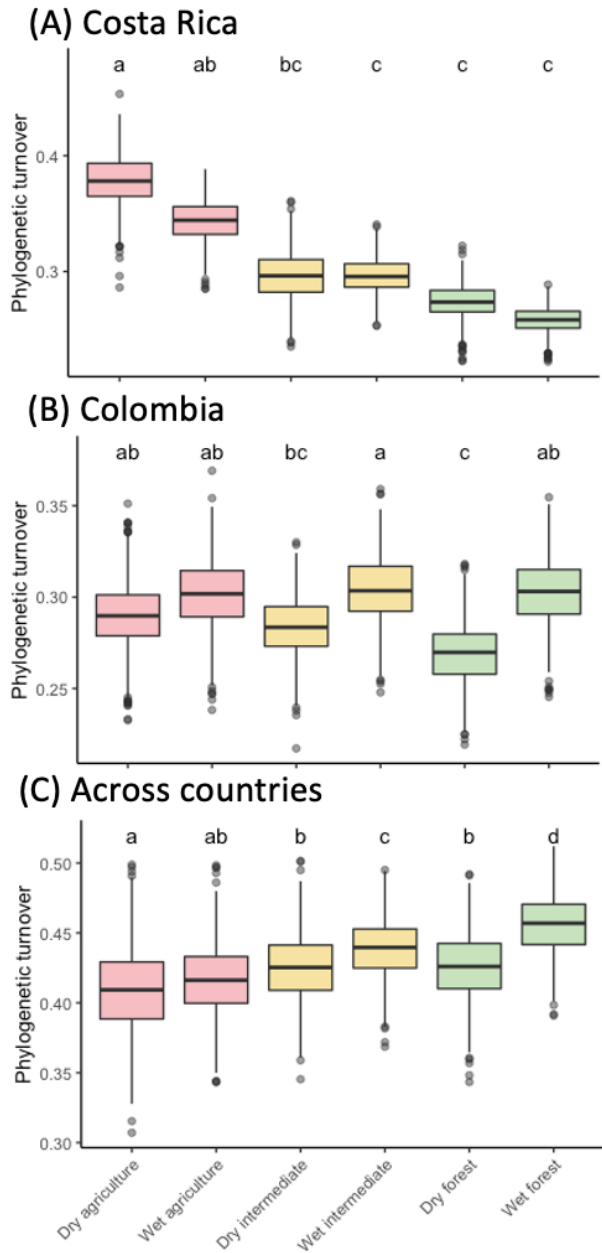 (A) Costa Rica
a ab bc c c c
0.4
0.3
Phylogenetic turnover
(B) Colombia
ab ab bc a c ab
0.35
0.30
0.25
Phylogenetic turnover
(C) Across countries
a ab b c b d
0.50
0.45
0.40
0.35
0.30
Phylogenetic turnover
Dry agriculture
Wet agriculture
Dry intermediate
Wet intermediate
Dry forest
Wet forest